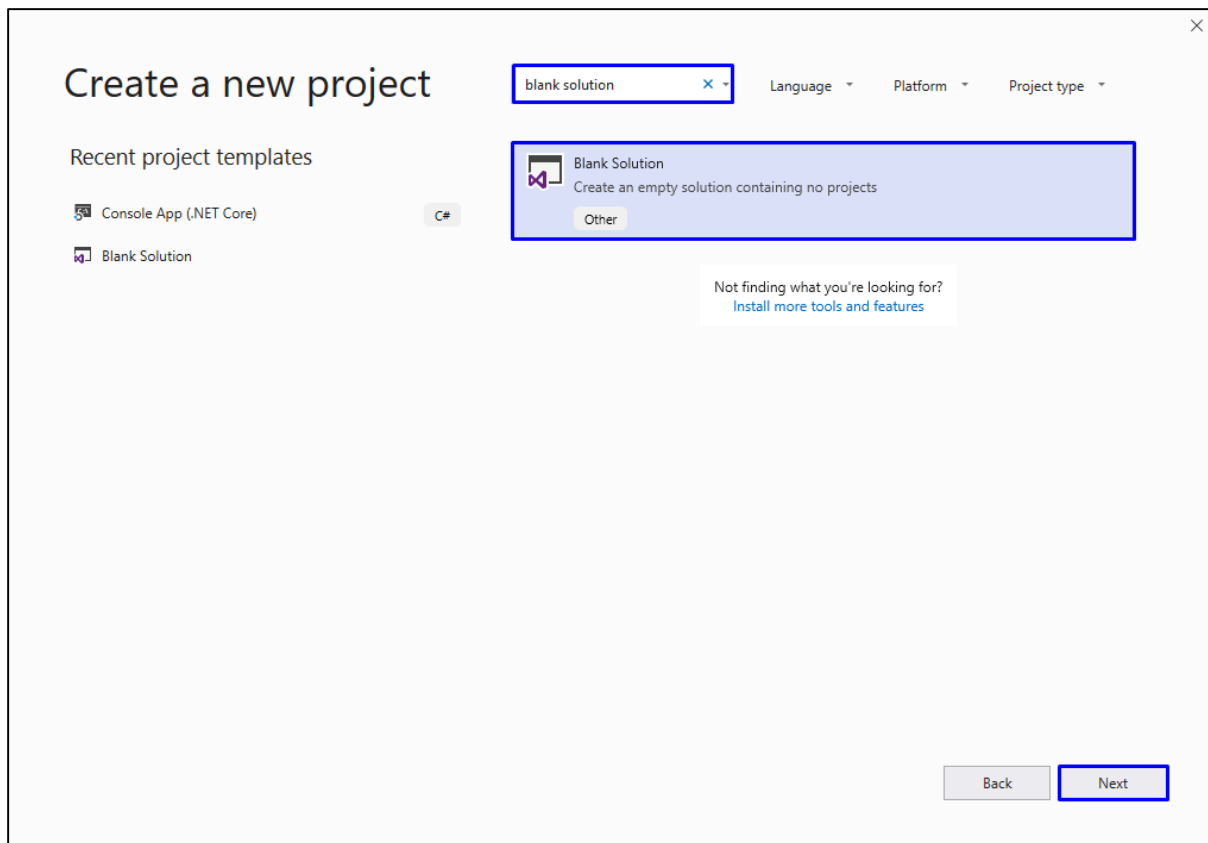 Create a new project
blank solution
Language
Platform
Project type
Recent project templates
Console App (.NET Core)
C#
Blank Solution
Blank Solution
Create an empty solution containing no projects
Other
Not finding what you're looking for?
Install more tools and features
Back
Next